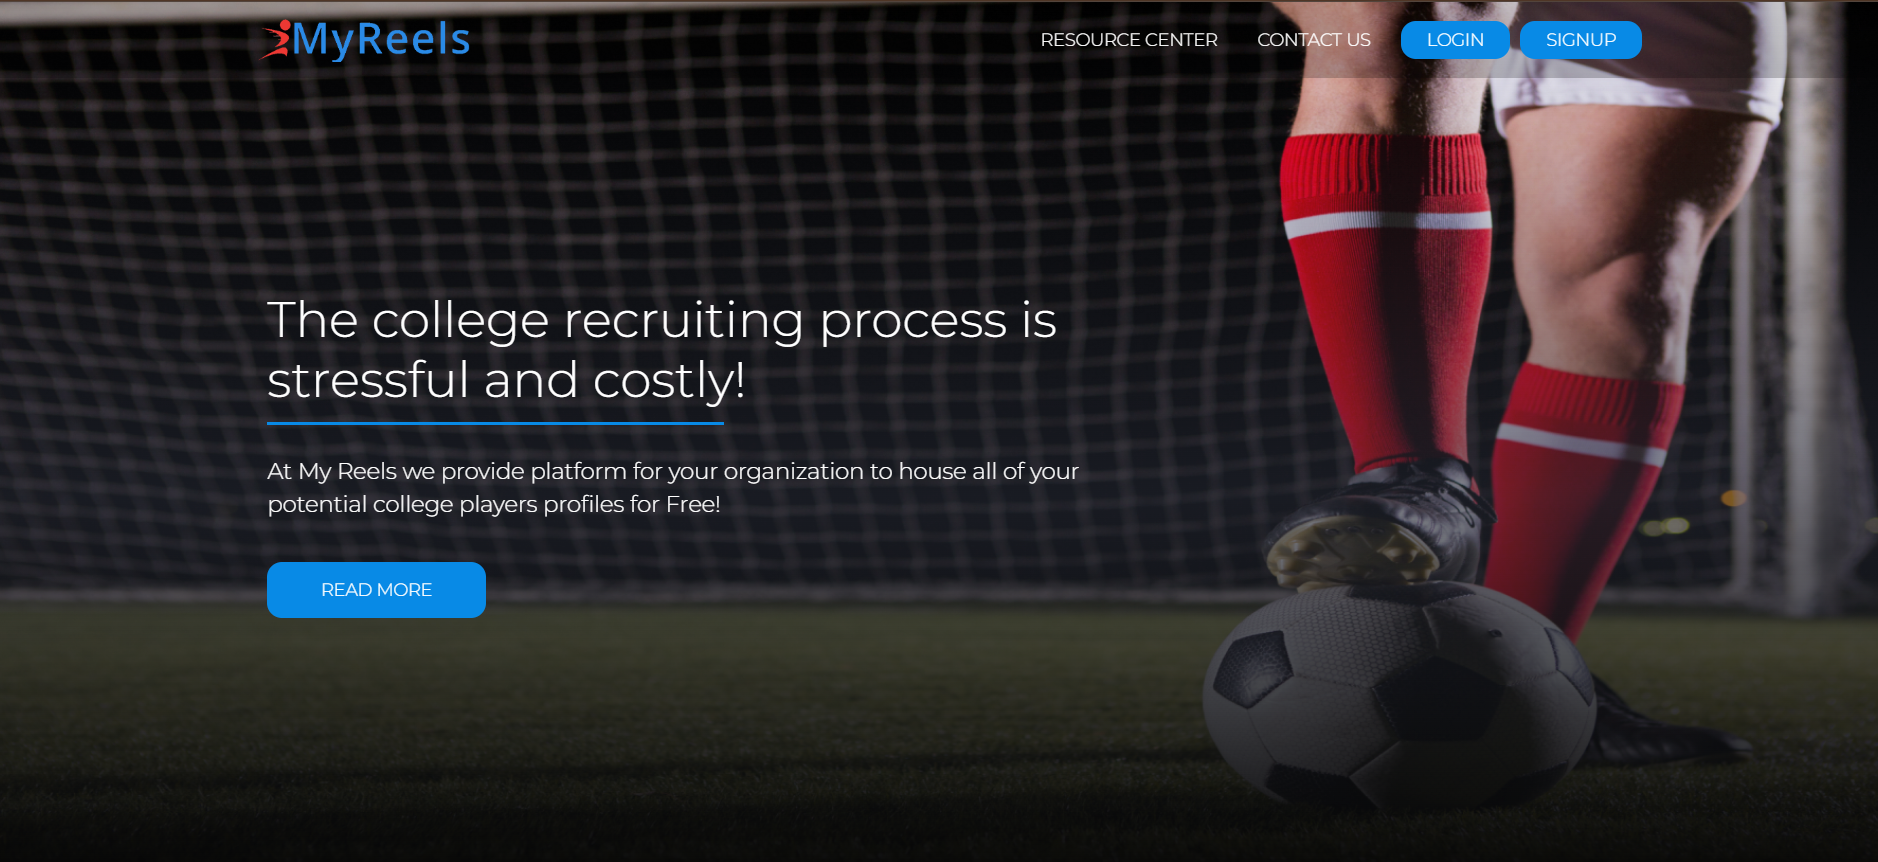 MyReels
RESOURCE CENTER
CONTACT US
LOGIN
SIGNUP
The college recruiting process is
stressful and costly!
At My Reels we provide platform for your organization to house all of your
potential college players profiles for Free!
READ MORE